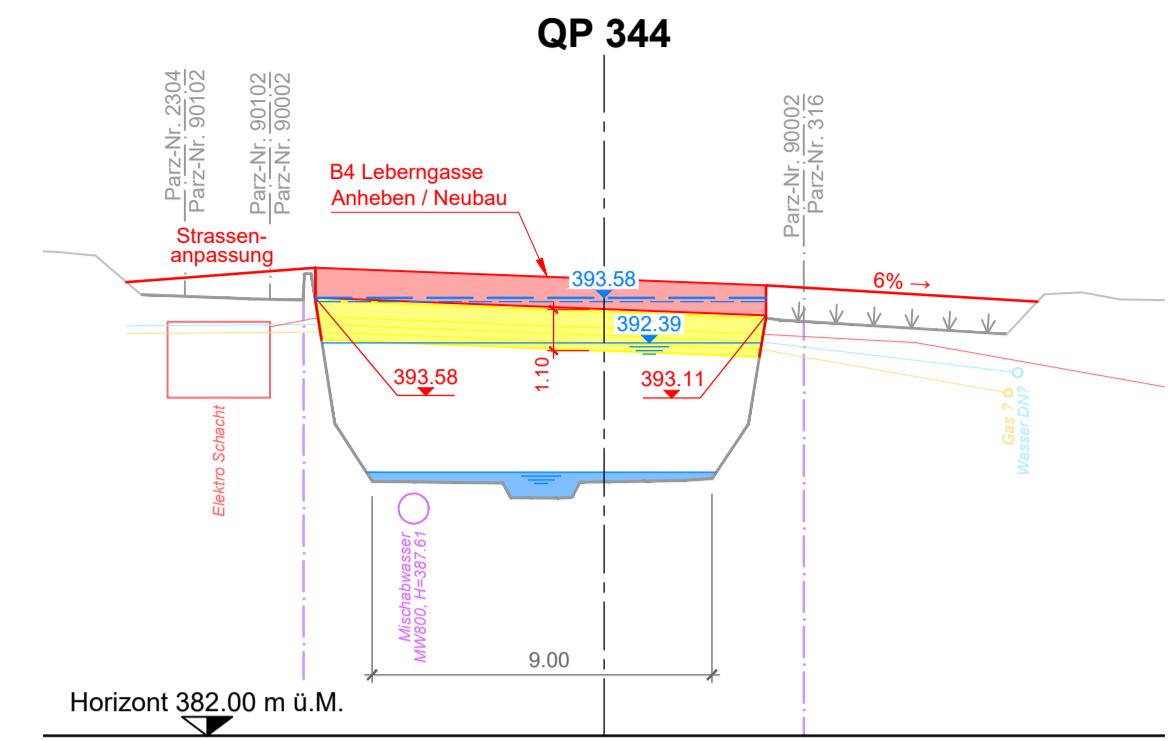 QP 344
Parz-Nr. 2304
Parz-Nr. 90102
Parz-Nr. 90102
Parz-Nr. 90002
Parz-Nr. 90002
Parz-Nr. 316
B4 Leberngasse
Anheben / Neubau
Strassen-
anpassung
393.58
6% →
392.39
1.10
393.58
393.11
Elektro Schacht
Gas ?
Wasser DN?
Mischabwasser
MW800, H=387.61
9.00
Horizont 382.00 m ü.M.